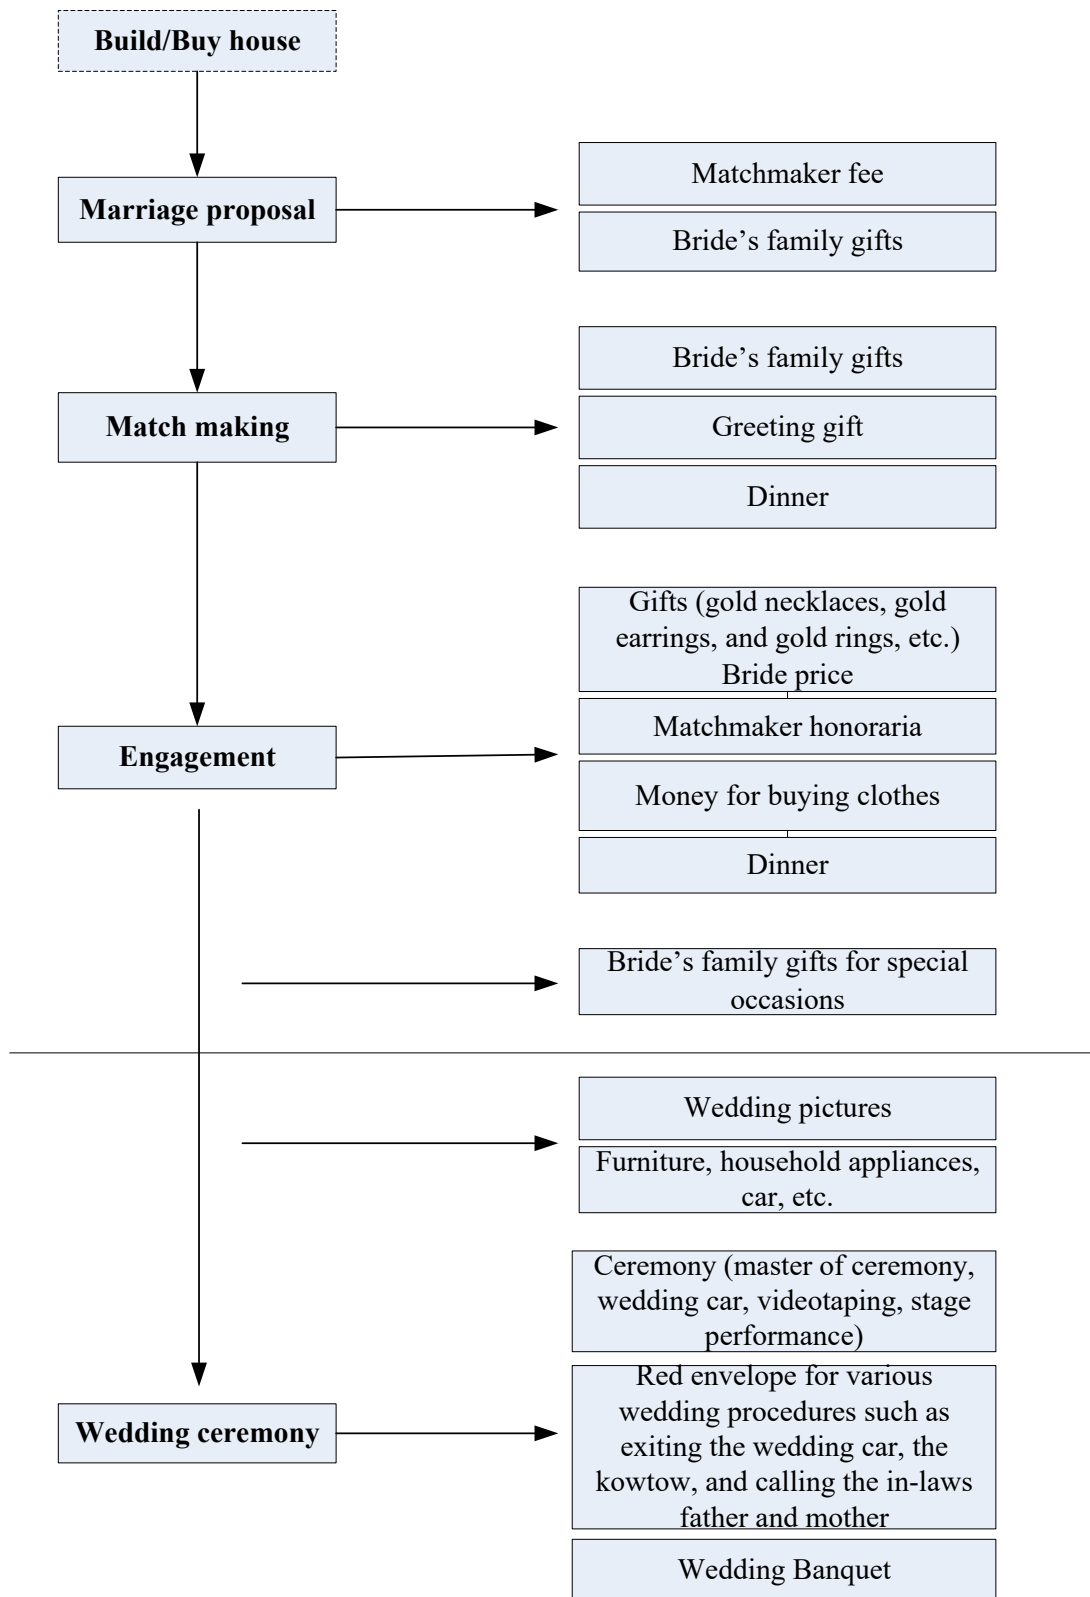 Build/Buy house
Marriage proposal
Matchmaker fee
Bride’s family gifts
Match making
Bride’s family gifts
Greeting gift
Dinner
Engagement
Gifts (gold necklaces, gold
earrings, and gold rings, etc.)
Bride price
Matchmaker honoraria
Money for buying clothes
Dinner
Bride’s family gifts for special
occasions
Wedding pictures
Furniture, household appliances,
car, etc.
Wedding ceremony
Ceremony (master of ceremony,
wedding car, videotaping, stage
performance)
Red envelope for various
wedding procedures such as
exiting the wedding car, the
kowtow, and calling the in-laws
father and mother
Wedding Banquet